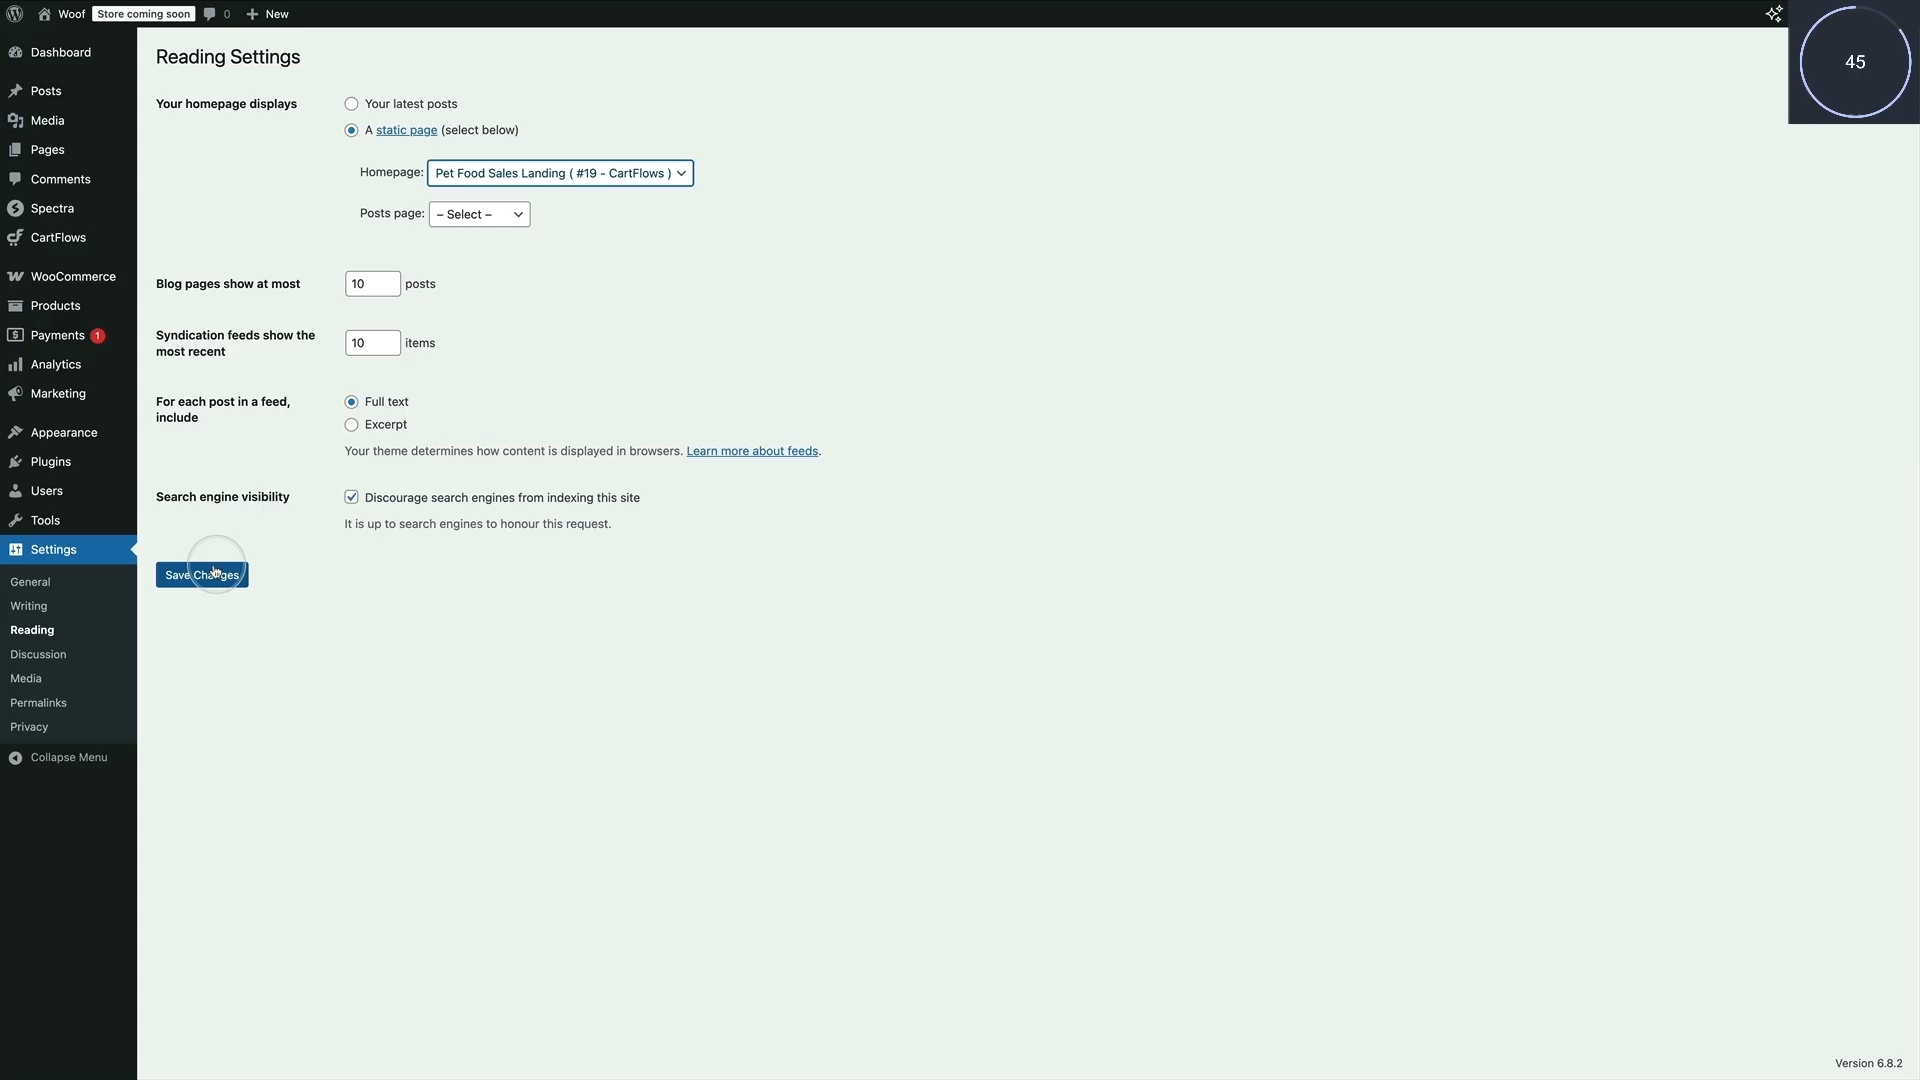 Woof Store coming soon 0 New
45
Dashboard
Posts
Media
Pages
Comments
Spectra
CartFlows
WooCommerce
Products
Payments 1
Analytics
Marketing
Appearance
Plugins
Users
Tools
Settings
General
Writing
Reading
Discussion
Media
Permalinks
Privacy
Collapse Menu
Reading Settings
Your homepage displays
Your latest posts
A static page (select below)
Homepage: Pet Food Sales Landing ( #19 - CartFlows )
Posts page: – Select –
Blog pages show at most 10 posts
Syndication feeds show the
most recent
10 items
For each post in a feed,
include
Full text
Excerpt
Your theme determines how content is displayed in browsers. Learn more about feeds.
Search engine visibility
Discourage search engines from indexing this site
It is up to search engines to honour this request.
Save Changes
Version 6.8.2